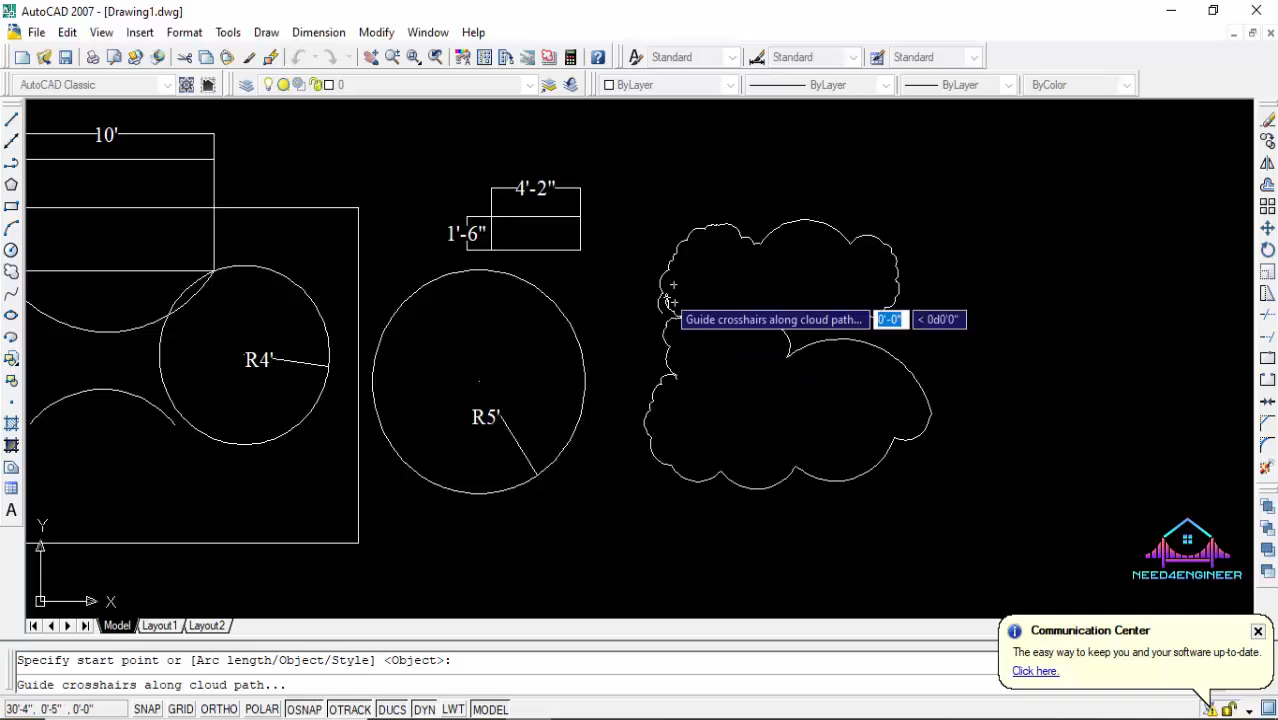 AutoCAD 2007 - [Drawing1.dwg]
File Edit View Insert Format Tools Draw Dimension Modify Window Help
Standard Standard Standard
AutoCAD Classic 0 ByLayer ByLayer ByLayer ByColor
10'
4'-2"
1'-6"
Guide crosshairs along cloud path... 0'-0" < 0d0'0"
R4'
R5'
A
Y
X
NEED4ENGINEER
Model Layout1 Layout2
Communication Center
The easy way to keep you and your software up-to-date.
Click here.
Specify start point or [Arc length/Object/Style] <Object>:
Guide crosshairs along cloud path...
30'-4", 0'-5" , 0'-0" SNAP GRID ORTHO POLAR OSNAP OTRACK DUCS DYN LWT MODEL